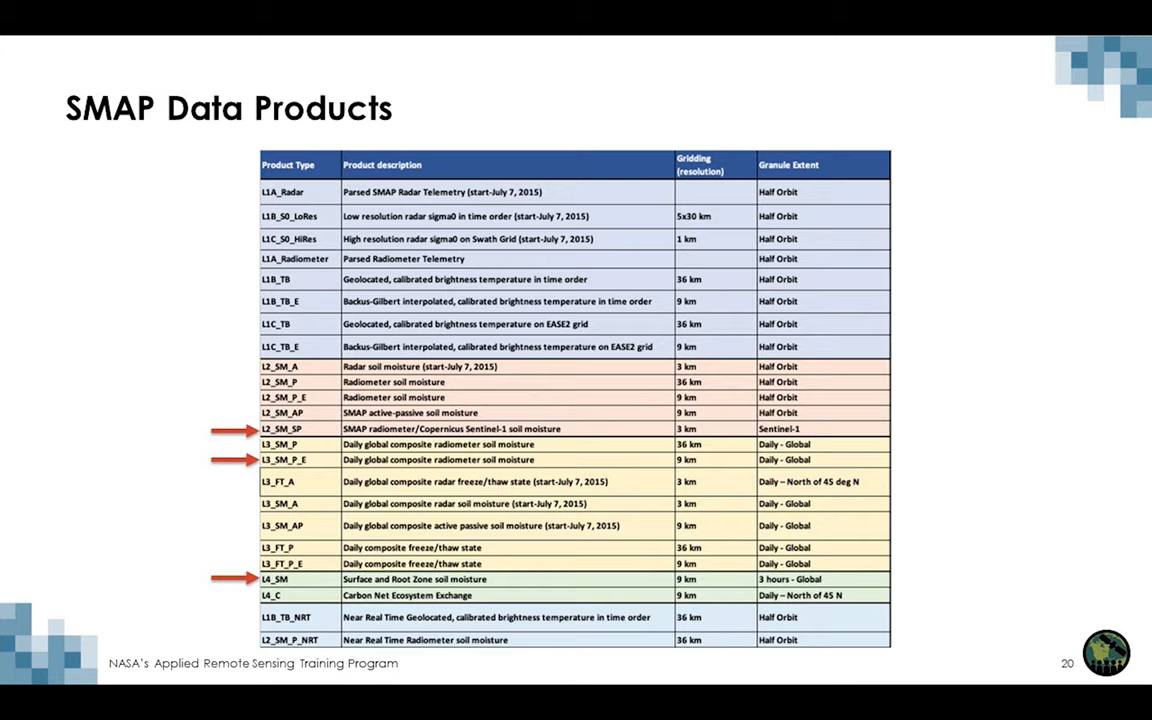 SMAP Data Products
Product Type Product description Gridding (resolution) Granule Extent
L1A_Radar Parsed SMAP Radar Telemetry (start-July 7, 2015) Half Orbit
L1B_S0_LoRes Low resolution radar sigma0 in time order (start-July 7, 2015) 5x30 km Half Orbit
L1C_S0_HiRes High resolution radar sigma0 on Swath Grid (start-July 7, 2015) 1 km Half Orbit
L1A_Radiometer Parsed Radiometer Telemetry Half Orbit
L1B_TB Geolocated, calibrated brightness temperature in time order 36 km Half Orbit
L1B_TB_E Backus-Gilbert interpolated, calibrated brightness temperature in time order 9 km Half Orbit
L1C_TB Geolocated, calibrated brightness temperature on EASE2 grid 36 km Half Orbit
L1C_TB_E Backus-Gilbert interpolated, calibrated brightness temperature on EASE2 grid 9 km Half Orbit
L2_SM_A Radar soil moisture (start-July 7, 2015) 3 km Half Orbit
L2_SM_P Radiometer soil moisture 36 km Half Orbit
L2_SM_P_E Radiometer soil moisture 9 km Half Orbit
L2_SM_AP SMAP active-passive soil moisture 9 km Half Orbit
L2_SM_SP SMAP radiometer/Copernicus Sentinel-1 soil moisture 3 km Sentinel-1
L3_SM_P Daily global composite radiometer soil moisture 36 km Daily - Global
L3_SM_P_E Daily global composite radiometer soil moisture 9 km Daily - Global
L3_FT_A Daily global composite radar freeze/thaw state (start-July 7, 2015) 3 km Daily – North of 45 deg N
L3_SM_A Daily global composite radar soil moisture (start-July 7, 2015) 3 km Daily - Global
L3_SM_AP Daily global composite active passive soil moisture (start-July 7, 2015) 9 km Daily - Global
L3_FT_P Daily composite freeze/thaw state 36 km Daily - Global
L3_FT_P_E Daily composite freeze/thaw state 9 km Daily - Global
L4_SM Surface and Root Zone soil moisture 9 km 3 hours - Global
L4_C Carbon Net Ecosystem Exchange 9 km Daily – North of 45 N
L1B_TB_NRT Near Real Time Geolocated, calibrated brightness temperature in time order 36 km Half Orbit
L2_SM_P_NRT Near Real Time Radiometer soil moisture 36 km Half Orbit
NASA's Applied Remote Sensing Training Program 20